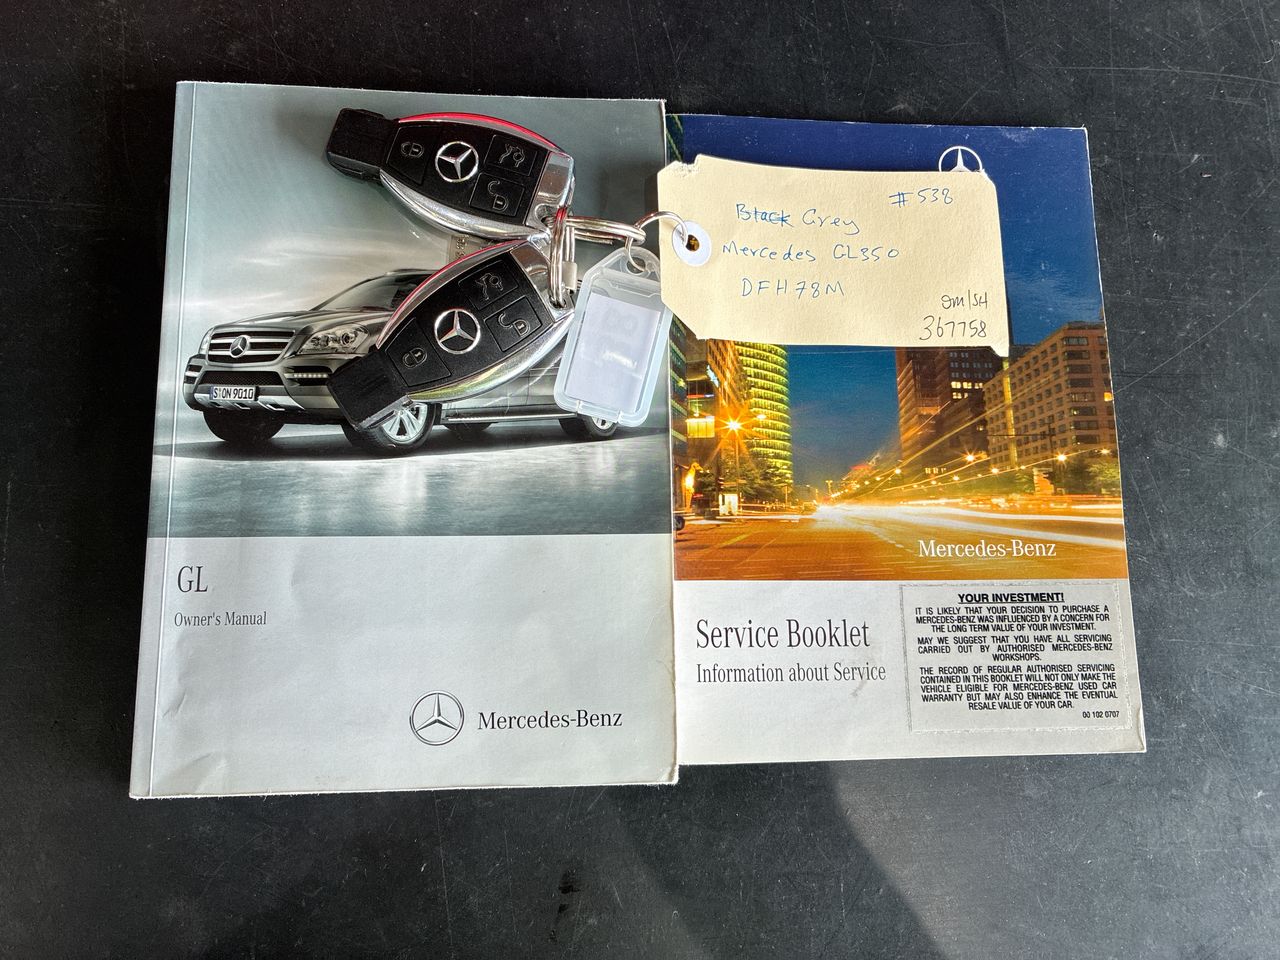 S·ON 9010
GL
Owner's Manual
Mercedes-Benz
#538
Black Grey
Mercedes GL350
DFH78M
367758
Mercedes-Benz
Service Booklet
Information about Service
YOUR INVESTMENT!
IT IS LIKELY THAT YOUR DECISION TO PURCHASE A
MERCEDES-BENZ WAS INFLUENCED BY A CONCERN FOR
THE LONG TERM VALUE OF YOUR INVESTMENT.
MAY WE SUGGEST THAT YOU HAVE ALL SERVICING
CARRIED OUT BY AUTHORISED MERCEDES-BENZ
WORKSHOPS.
THE RECORD OF REGULAR AUTHORISED SERVICING
CONTAINED IN THIS BOOKLET WILL NOT ONLY MAKE THE
VEHICLE ELIGIBLE FOR MERCEDES-BENZ USED CAR
WARRANTY BUT MAY ALSO ENHANCE THE EVENTUAL
RESALE VALUE OF YOUR CAR.
00 102 0707